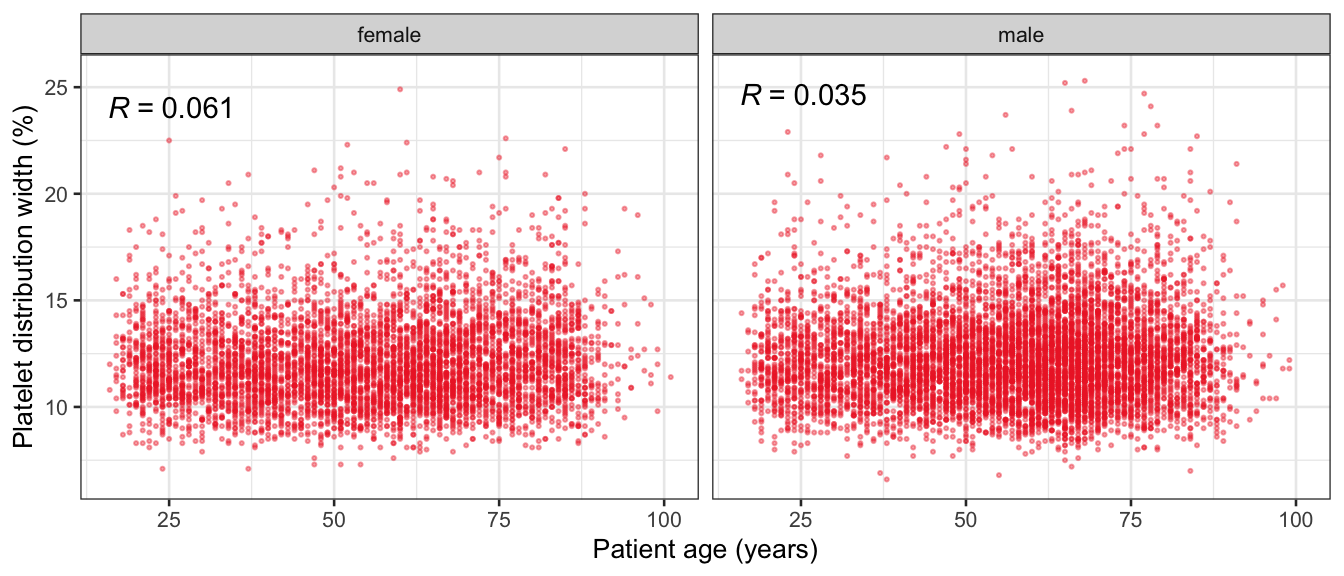 female
male
Platelet distribution width (%)
25
20
15
10
R = 0.061
R = 0.035
25
50
75
100
25
50
75
100
Patient age (years)